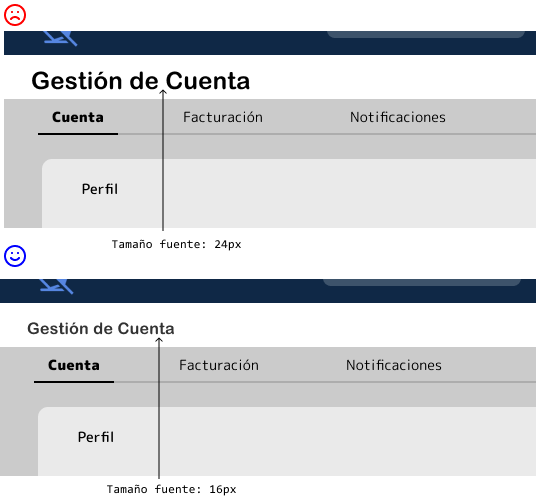 Gestión de Cuenta
Cuenta Facturación Notificaciones
Perfil
Tamaño fuente: 24px
Gestión de Cuenta
Cuenta Facturación Notificaciones
Perfil
Tamaño fuente: 16px